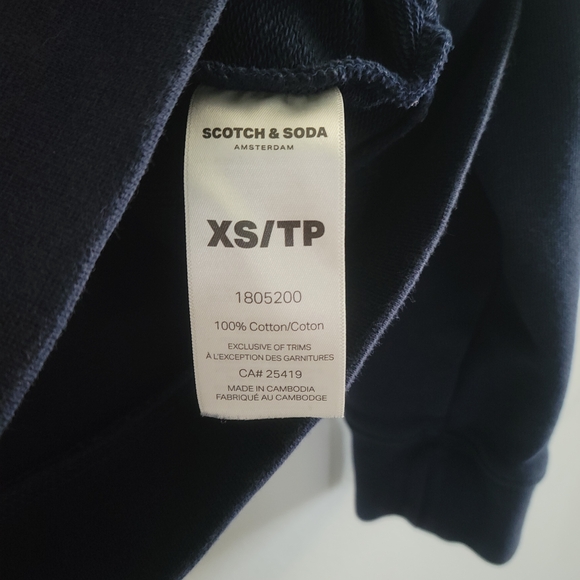 SCOTCH & SODA
AMSTERDAM
XS/TP
1805200
100% Cotton/Coton
EXCLUSIVE OF TRIMS
À L'EXCEPTION DES GARNITURES
CA# 25419
MADE IN CAMBODIA
FABRIQUÉ AU CAMBODGE